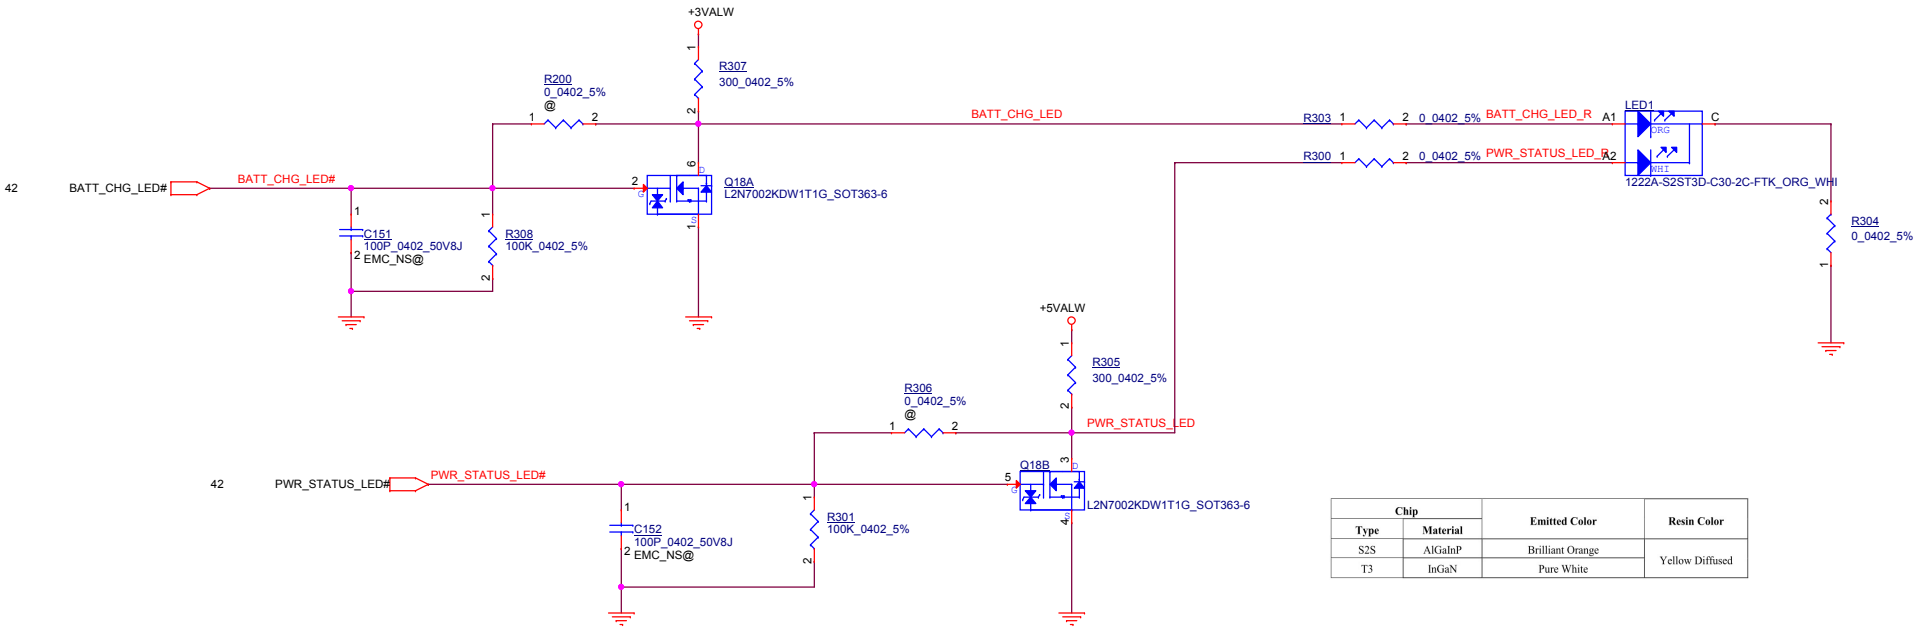 +3VALW
R307
300_0402_5%
1
2
R200
0_0402_5%
@
1
2
BATT_CHG_LED
R303
1
2
0_0402_5%
BATT_CHG_LED_R
A1
LED1
C
ORG
R300
1
2
0_0402_5%
PWR_STATUS_LED_R
A2
WHI
1222A-S2ST3D-C30-2C-FTK_ORG_WHI
42
BATT_CHG_LED#
BATT_CHG_LED#
2
G
6
D
Q18A
L2N7002KDW1T1G_SOT363-6
S
1
1
C151
100P_0402_50V8J
2
EMC_NS@
1
R308
100K_0402_5%
2
2
R304
0_0402_5%
1
+5VALW
1
R305
300_0402_5%
2
R306
0_0402_5%
@
1
2
PWR_STATUS_LED
42
PWR_STATUS_LED#
PWR_STATUS_LED#
5
G
3
D
Q18B
L2N7002KDW1T1G_SOT363-6
S
4
1
C152
100P_0402_50V8J
2
EMC_NS@
1
R301
100K_0402_5%
2
Chip
Emitted Color
Resin Color
Type
Material
S2S
AlGaInP
Brilliant Orange
Yellow Diffused
T3
InGaN
Pure White